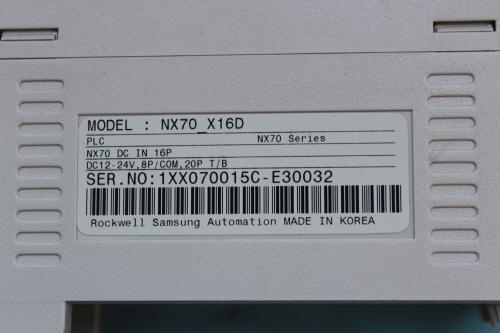 MODEL : NX70_X16D
PLC NX70 Series
NX70 DC IN 16P
DC12-24V,8P/COM,20P T/B
SER.NO:1XX070015C-E30032
Rockwell Samsung Automation MADE IN KOREA